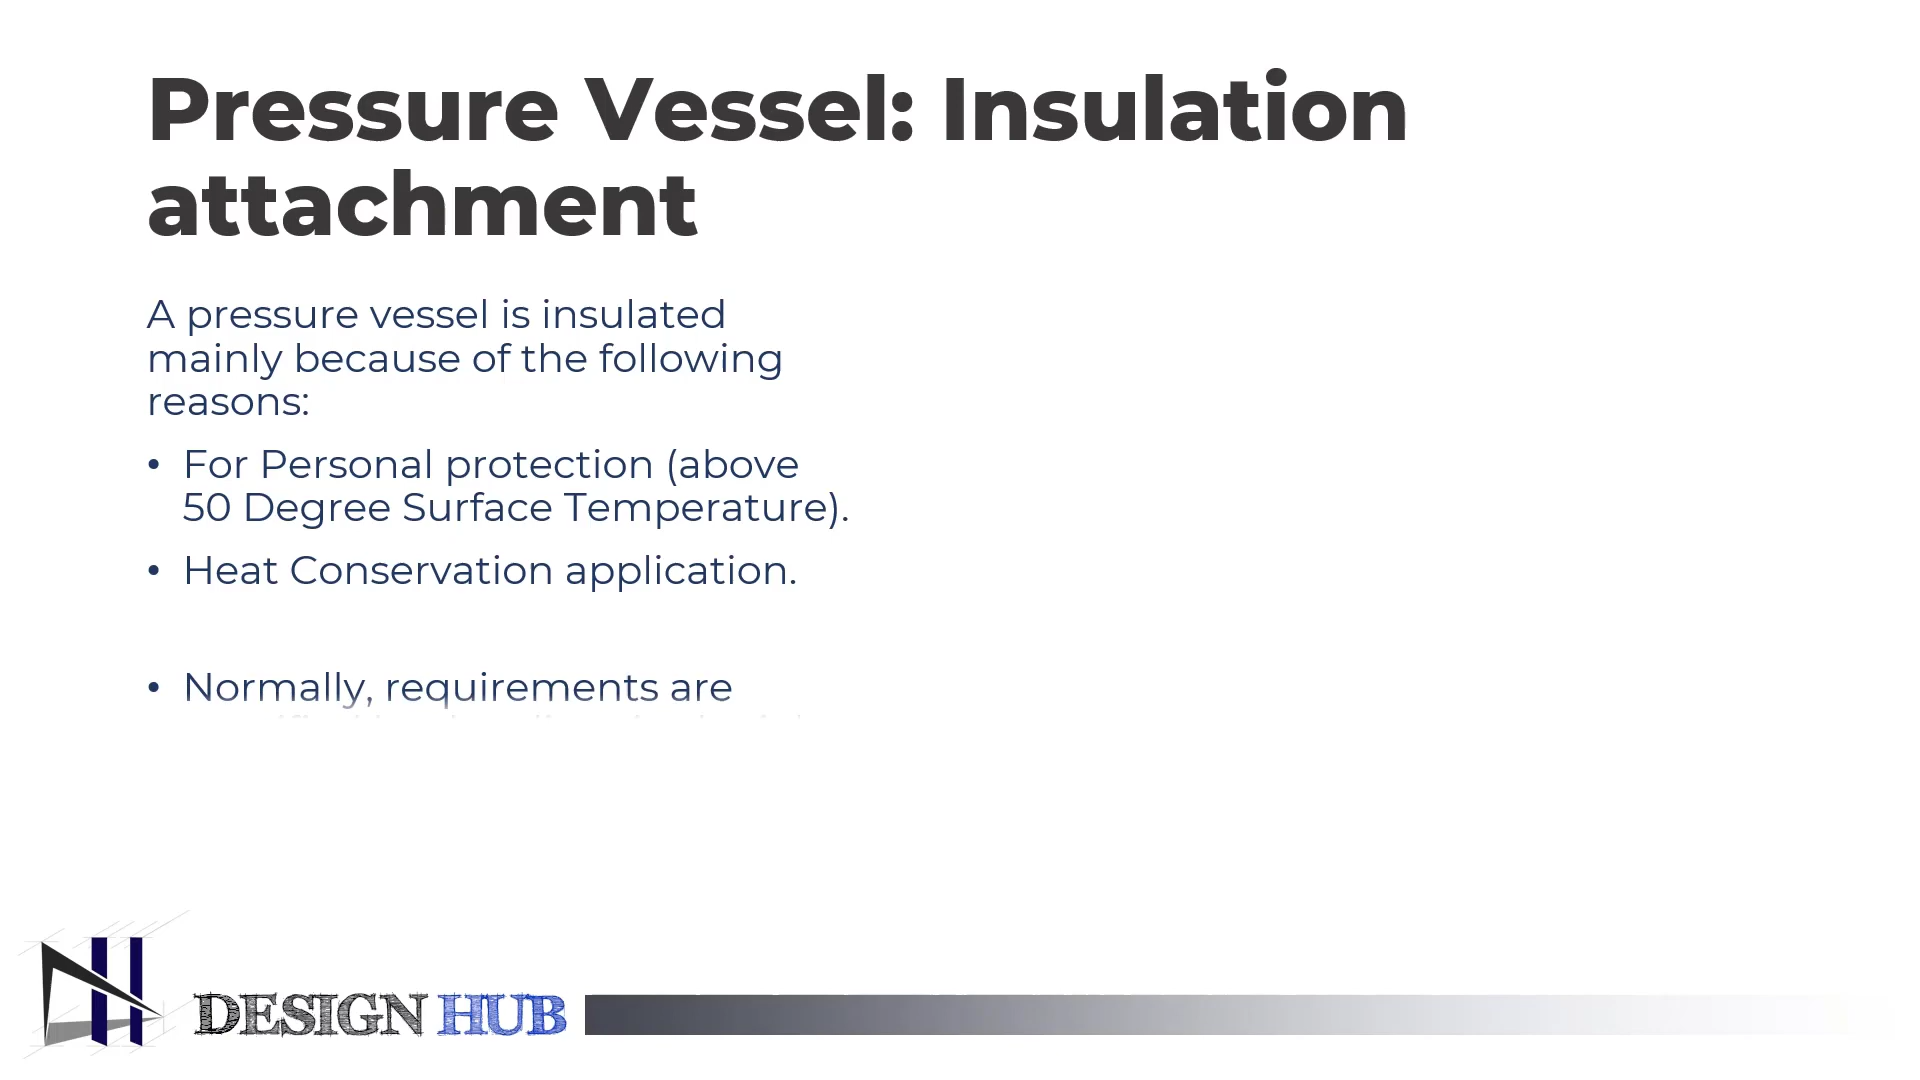 Pressure Vessel: Insulation
attachment
A pressure vessel is insulated
mainly because of the following
reasons:
• For Personal protection (above
50 Degree Surface Temperature).
• Heat Conservation application.
• Normally, requirements are
DESIGN HUB